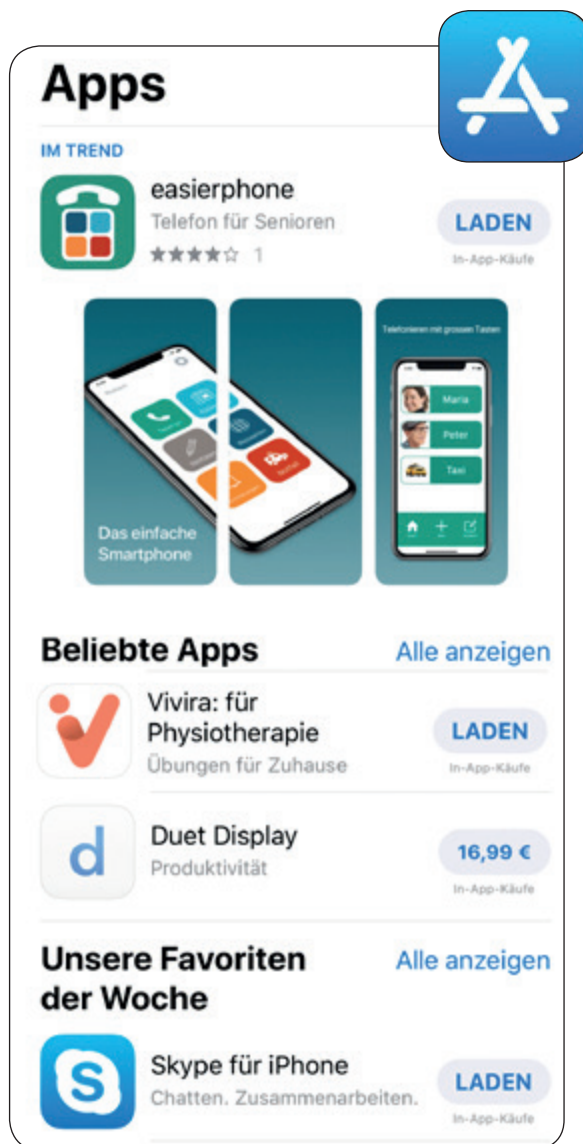 Apps
IM TREND
easierphone
Telefon für Senioren
LADEN
★★★★☆ 1
In-App-Käufe
Das einfache
Smartphone
Telefonieren mit grossen Tasten
Maria
Peter
Taxi
Beliebte Apps
Alle anzeigen
Vivira: für
Physiotherapie
Übungen für Zuhause
LADEN
In-App-Käufe
d
Duet Display
Produktivität
16,99 €
In-App-Käufe
Unsere Favoriten
der Woche
Alle anzeigen
S
Skype für iPhone
Chatten. Zusammenarbeiten.
LADEN
In-App-Käufe